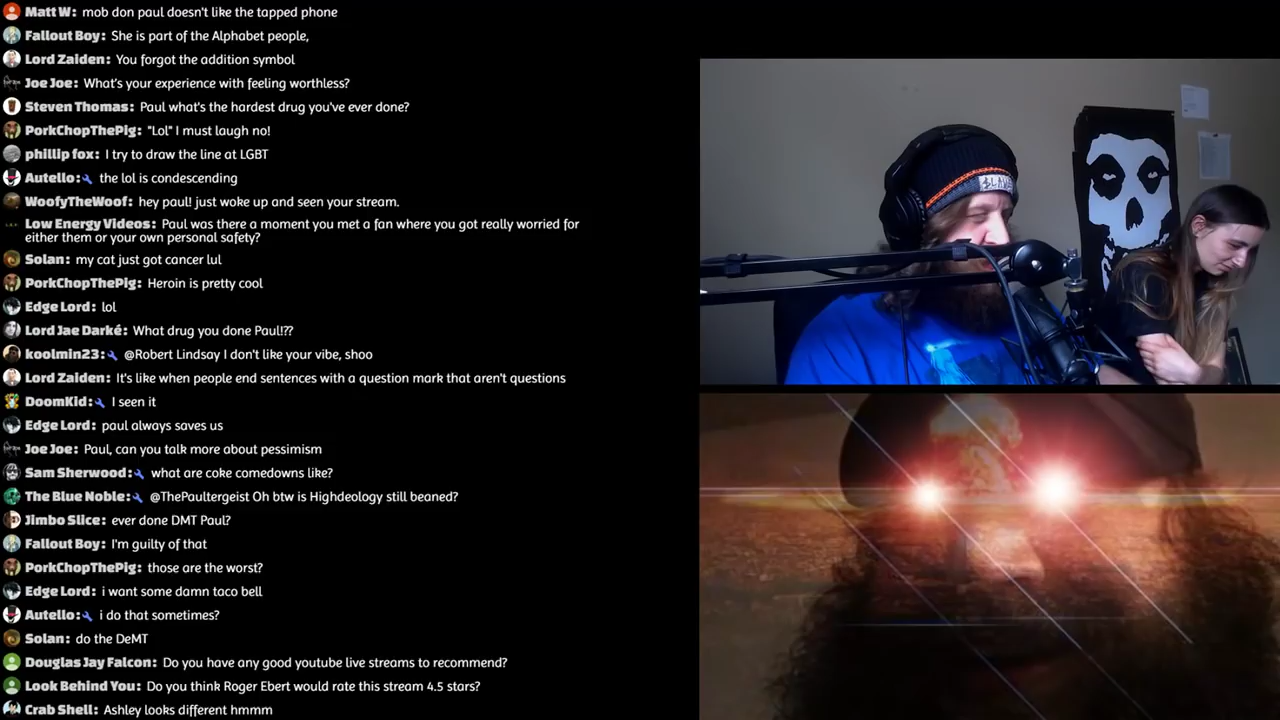 Matt W: mob don paul doesn't like the tapped phone
Fallout Boy: She is part of the Alphabet people,
Lord Zaiden: You forgot the addition symbol
Joe Joe: What's your experience with feeling worthless?
Steven Thomas: Paul what's the hardest drug you've ever done?
PorkChopThePig: "Lol" I must laugh no!
phillip fox: I try to draw the line at LGBT
Autello: the lol is condescending
WoofyTheWoof: hey paul! just woke up and seen your stream.
Low Energy Videos: Paul was there a moment you met a fan where you got really worried for
either them or your own personal safety?
Solan: my cat just got cancer lul
PorkChopThePig: Heroin is pretty cool
Edge Lord: lol
Lord Jae Darké: What drug you done Paul!??
koolmin23: @Robert Lindsay I don't like your vibe, shoo
Lord Zaiden: It's like when people end sentences with a question mark that aren't questions
DoomKid: I seen it
Edge Lord: paul always saves us
Joe Joe: Paul, can you talk more about pessimism
Sam Sherwood: what are coke comedowns like?
The Blue Noble: @ThePaultergeist Oh btw is Highdeology still beaned?
Jimbo Slice: ever done DMT Paul?
Fallout Boy: I'm guilty of that
PorkChopThePig: those are the worst?
Edge Lord: i want some damn taco bell
Autello: i do that sometimes?
Solan: do the DeMT
Douglas Jay Falcon: Do you have any good youtube live streams to recommend?
Look Behind You: Do you think Roger Ebert would rate this stream 4.5 stars?
Crab Shell: Ashley looks different hmmm